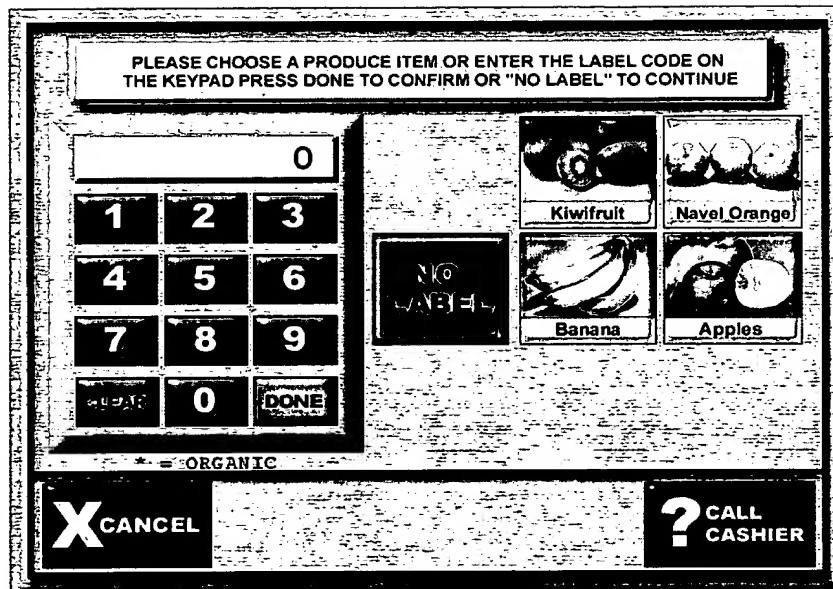 PLEASE CHOOSE A PRODUCE ITEM OR ENTER THE LABEL CODE ON
THE KEYPAD PRESS DONE TO CONFIRM OR "NO LABEL" TO CONTINUE
0
1 2 3
4 5 6
7 8 9
CLEAR 0 DONE
* = ORGANIC
NO
LABEL
Kiwifruit Navel Orange
Banana Apples
X CANCEL
? CALL
CASHIER